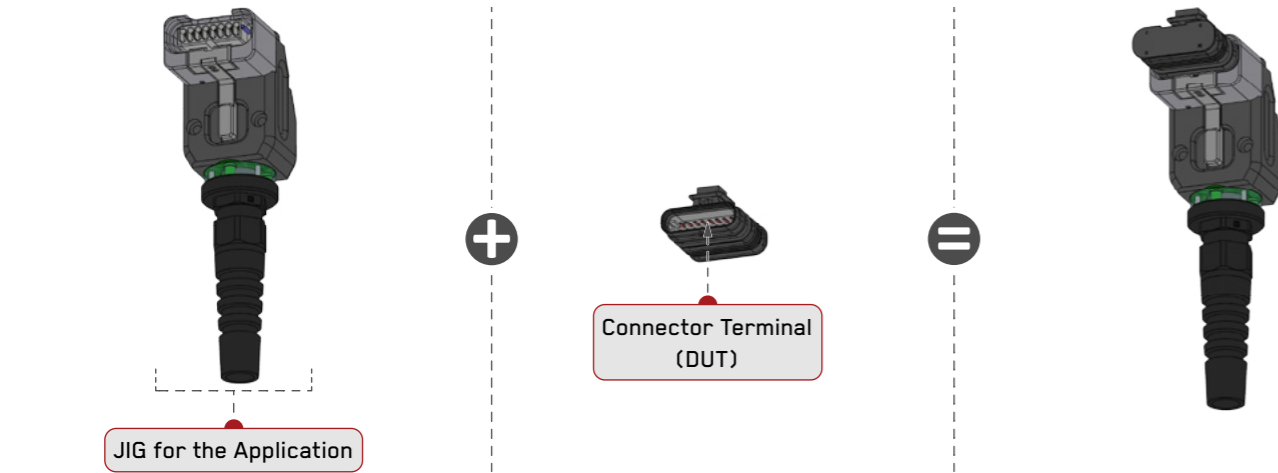 Connector Terminal
(DUT)
JIG for the Application